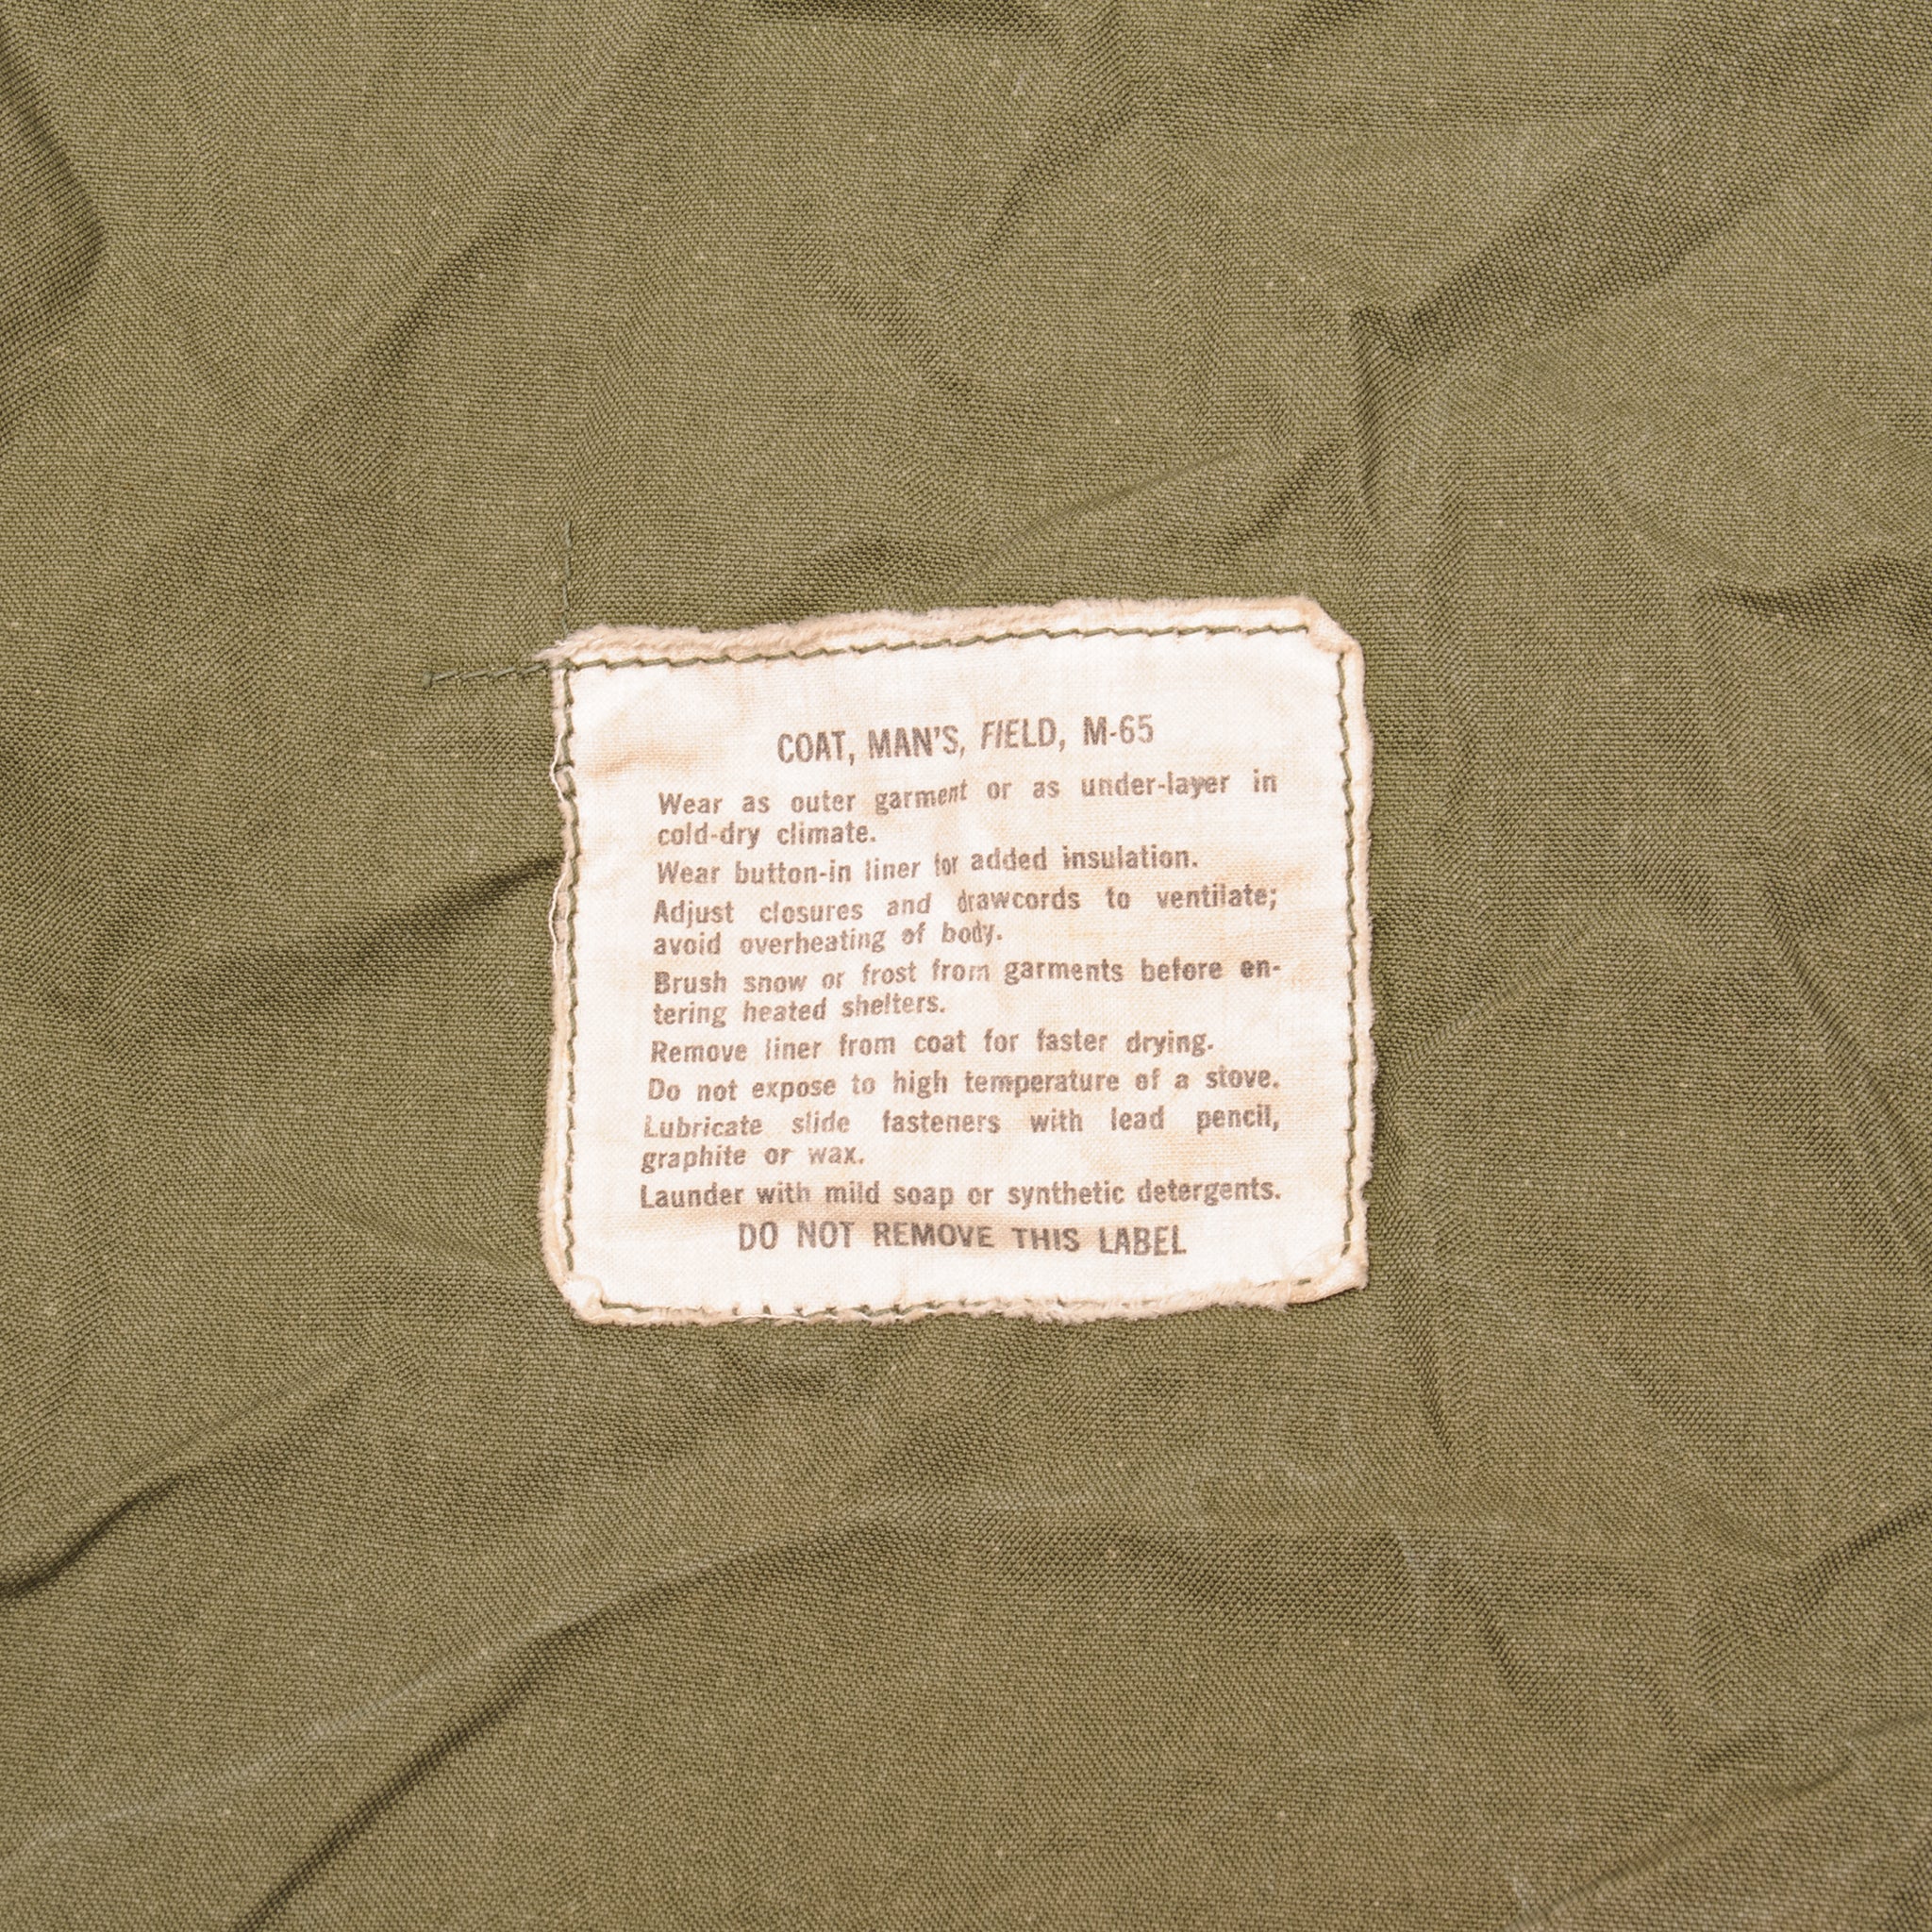 COAT, MAN'S, FIELD, M-65
Wear as outer garment or as under-layer in
cold-dry climate.
Wear button-in liner for added insulation.
Adjust closures and drawcords to ventilate;
avoid overheating of body.
Brush snow or frost from garments before en-
tering heated shelters.
Remove liner from coat for faster drying.
Do not expose to high temperature of a stove.
Lubricate slide fasteners with lead pencil,
graphite or wax.
Launder with mild soap or synthetic detergents.
DO NOT REMOVE THIS LABEL